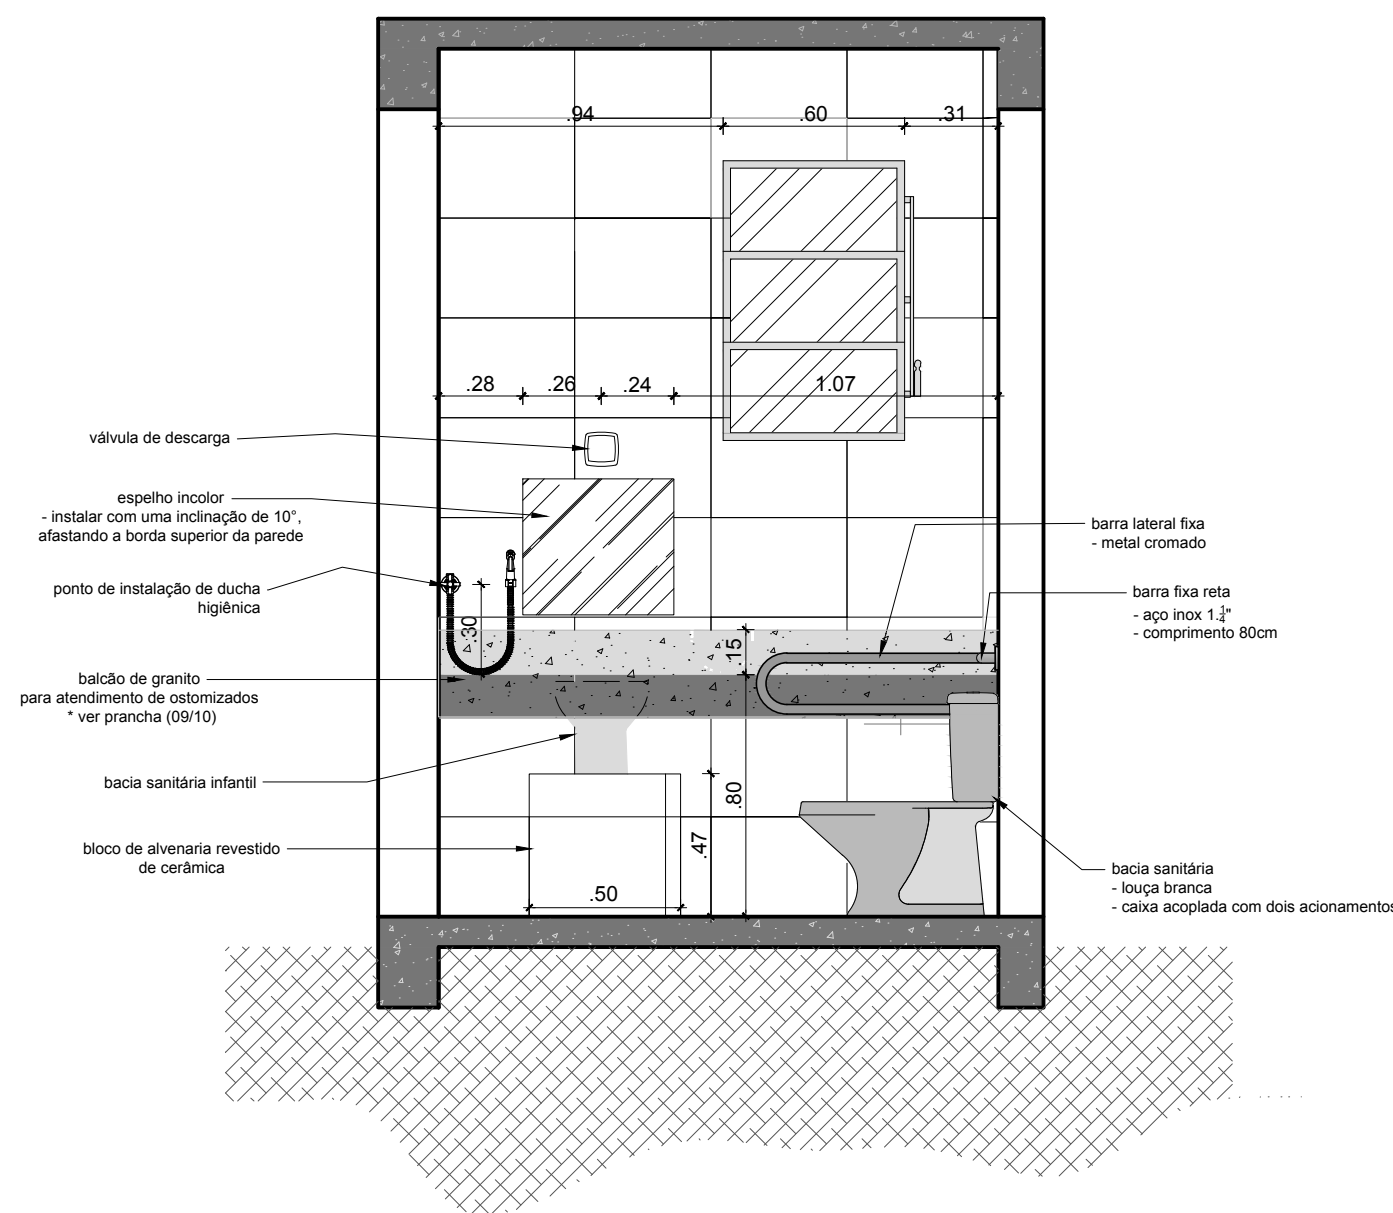 .94
.60
.31
.28
.26
.24
1.07
válvula de descarga
espelho incolor
- instalar com uma inclinação de 10°,
afastando a borda superior da parede
barra lateral fixa
- metal cromado
ponto de instalação de ducha
higiênica
barra fixa reta
- aço inox 1.1/4"
- comprimento 80cm
.30
.15
balcão de granito
para atendimento de ostomizados
* ver prancha (09/10)
bacia sanitária infantil
.80
.47
bloco de alvenaria revestido
de cerâmica
.50
bacia sanitária
- louça branca
- caixa acoplada com dois acionamentos